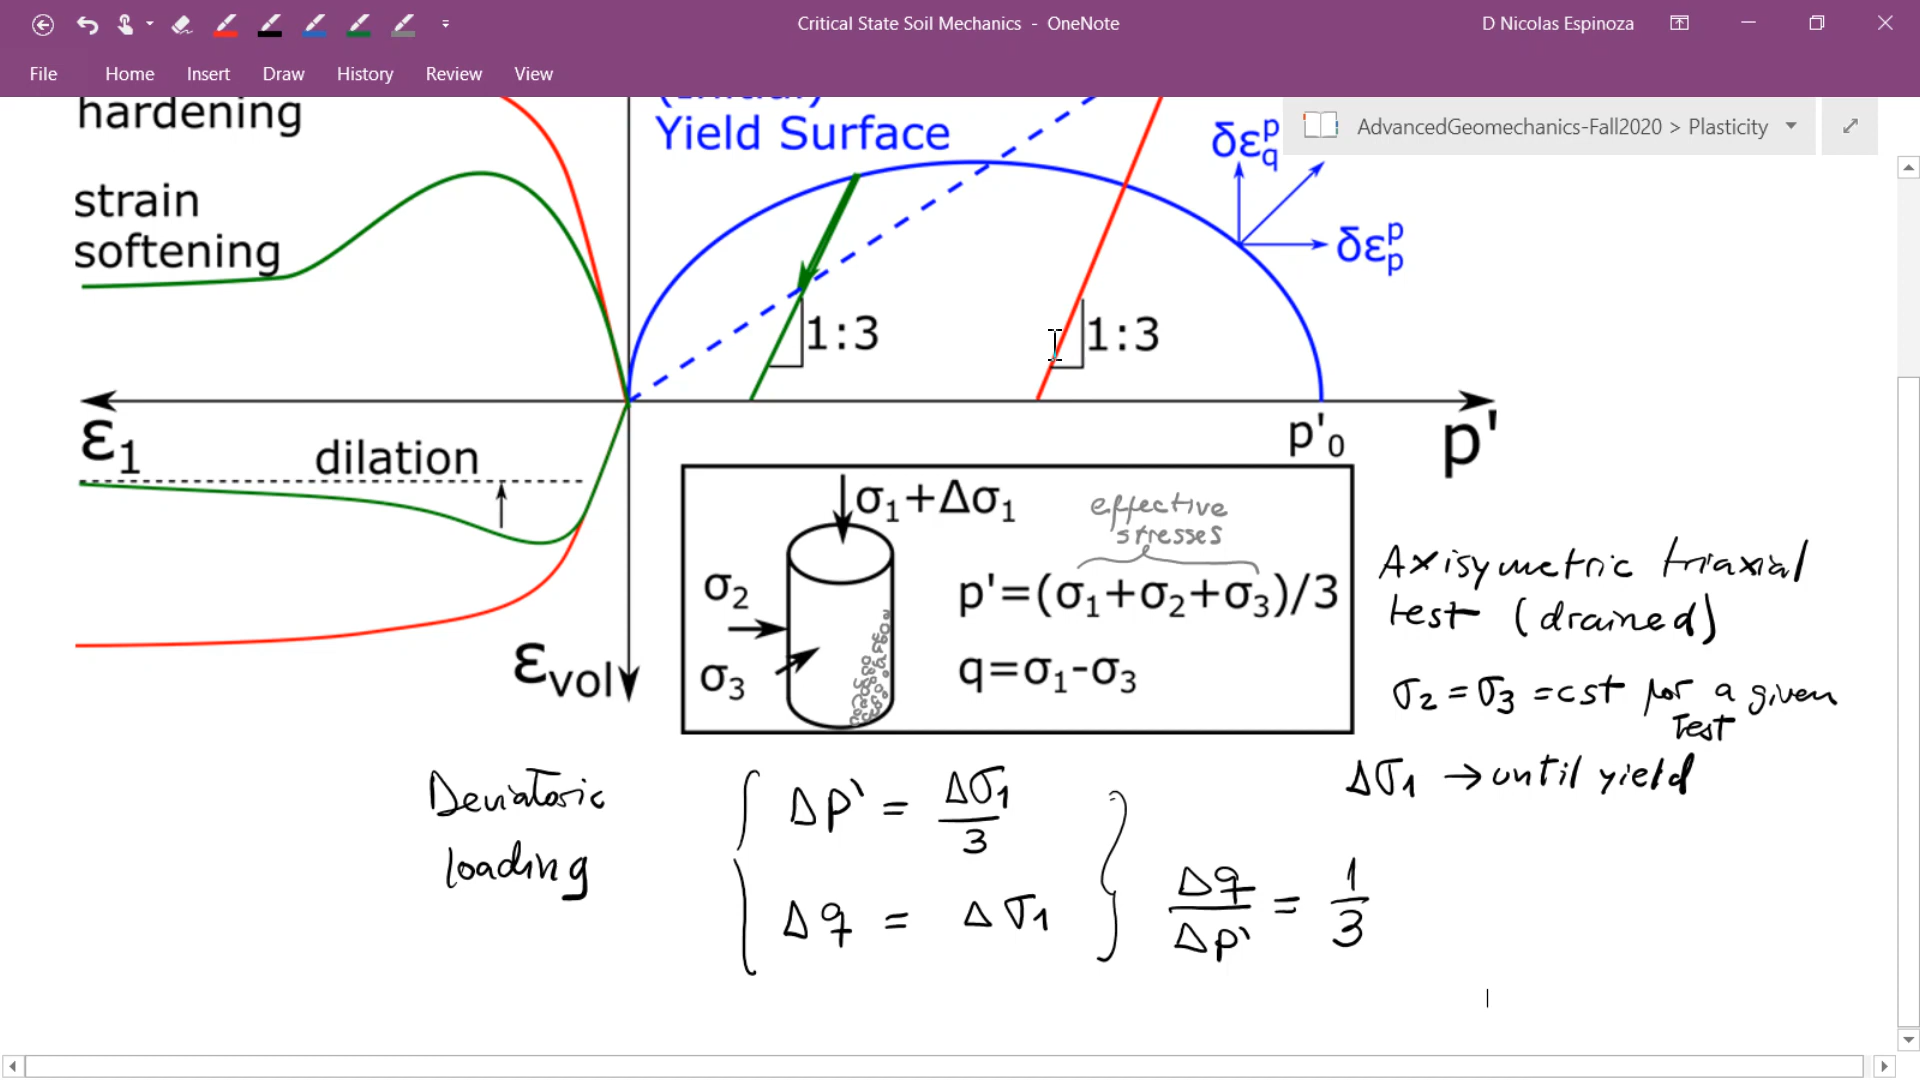 Critical State Soil Mechanics - OneNote
D Nicolas Espinoza
File Home Insert Draw History Review View
AdvancedGeomechanics-Fall2020 > Plasticity
hardening
strain
softening
Yield Surface
δε^p_q
δε^p_p
1:3
1:3
ε₁
dilation
ε_vol
p'₀
p'
σ₁+Δσ₁
σ₂
σ₃
effective
stresses
p'=(σ₁+σ₂+σ₃)/3
q=σ₁-σ₃
Axisymetric triaxial
test (drained)
σ₂ = σ₃ = cst for a given
test
Δσ₁ → until yield
Deviatoric
loading
Δp' = Δσ₁/3
Δq = Δσ₁
Δq/Δp' = 1/3